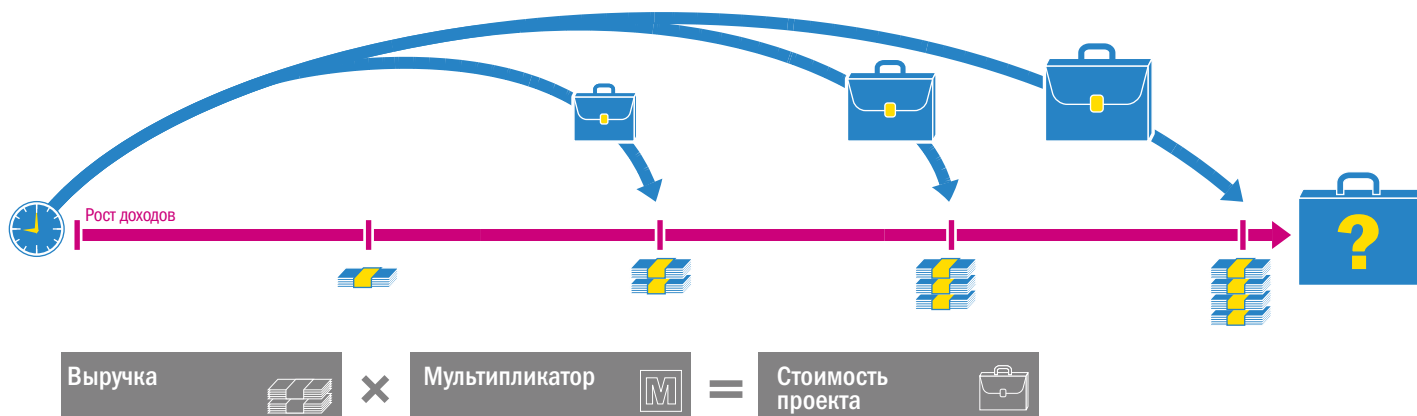 Рост доходов
?
Выручка
×
Мультипликатор
M
=
Стоимость
проекта